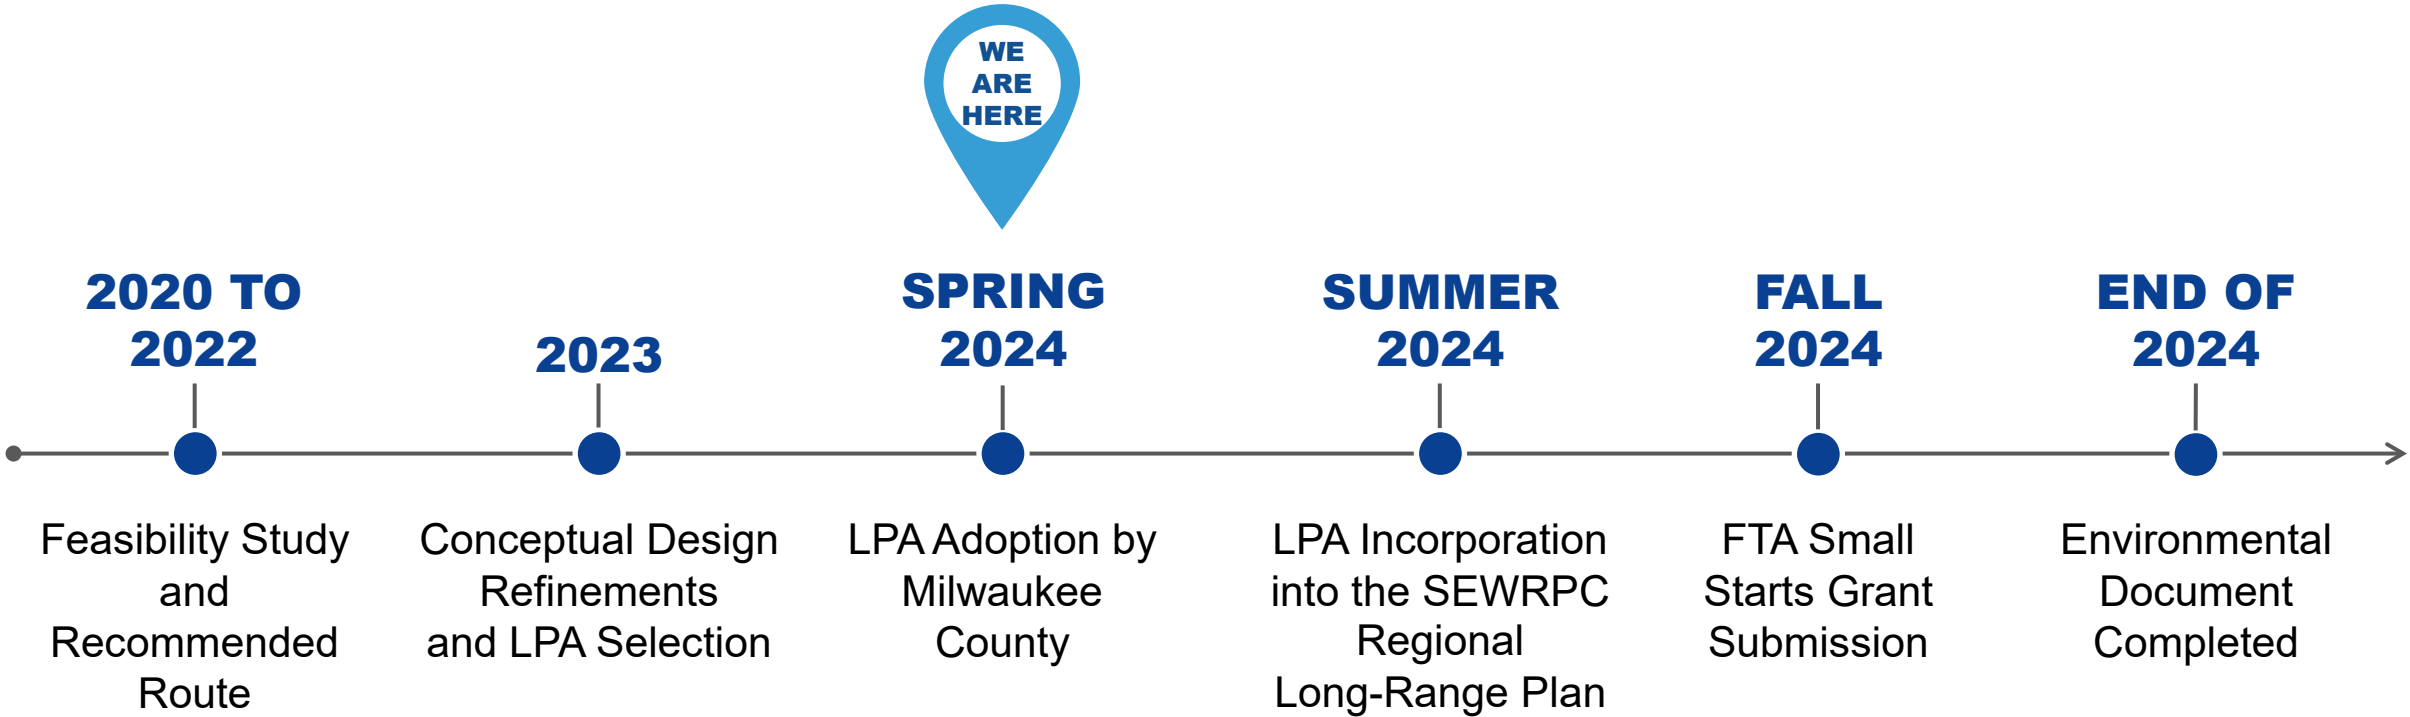 WE
ARE
HERE
2020 TO
2022
2023
SPRING
2024
SUMMER
2024
FALL
2024
END OF
2024
Feasibility Study
and
Recommended
Route
Conceptual Design
Refinements
and LPA Selection
LPA Adoption by
Milwaukee
County
LPA Incorporation
into the SEWRPC
Regional
Long-Range Plan
FTA Small
Starts Grant
Submission
Environmental
Document
Completed